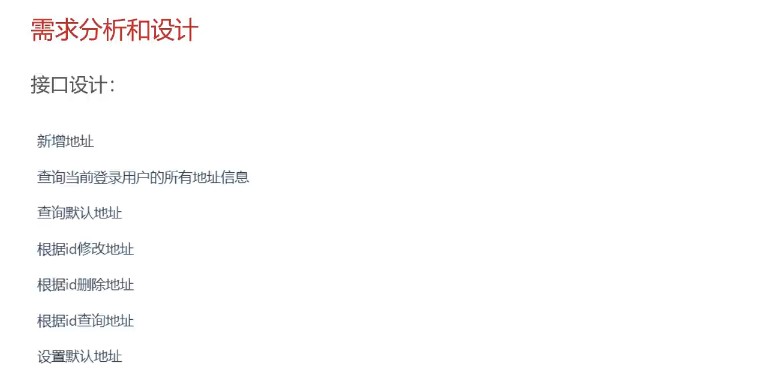 需求分析和设计
接口设计：
新增地址
查询当前登录用户的所有地址信息
查询默认地址
根据id修改地址
根据id删除地址
根据id查询地址
设置默认地址